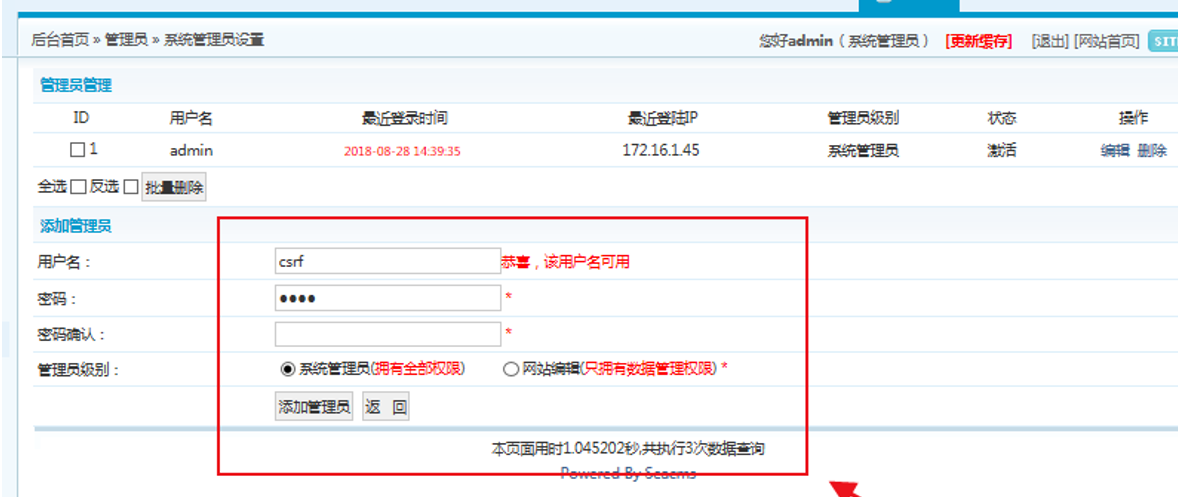 后台首页 » 管理员 » 系统管理员设置 您好admin（系统管理员） [更新缓存] [退出] [网站首页] SIT
管理员管理
ID 用户名 最近登录时间 最近登陆IP 管理员级别 状态 操作
1 admin 2018-08-28 14:39:35 172.16.1.45 系统管理员 激活 编辑 删除
全选 反选 批量删除
添加管理员
用户名： csrf 恭喜，该用户名可用
密码： •••• *
密码确认： *
管理员级别： 系统管理员(拥有全部权限) 网站编辑(只拥有数据管理权限) *
添加管理员 返 回
本页面用时1.045202秒,共执行3次数据查询
Powered By Seacms